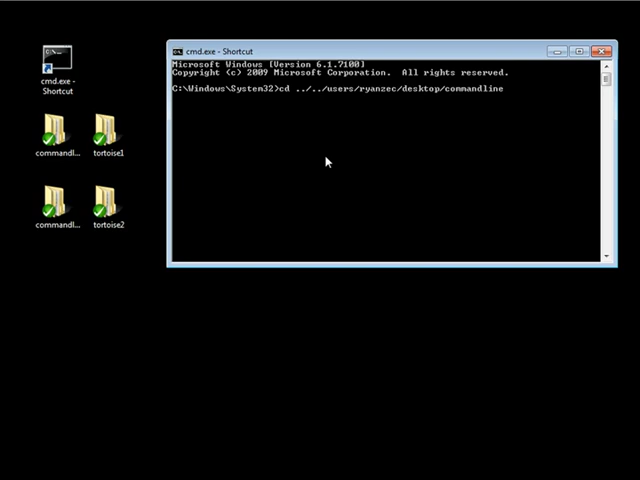 cmd.exe - Shortcut
Microsoft Windows [Version 6.1.7100]
Copyright (c) 2009 Microsoft Corporation.  All rights reserved.
C:\Windows\System32>cd ../../users/ryanzec/desktop/commandline
cmd.exe -
Shortcut
commandl...
tortoise1
commandl...
tortoise2